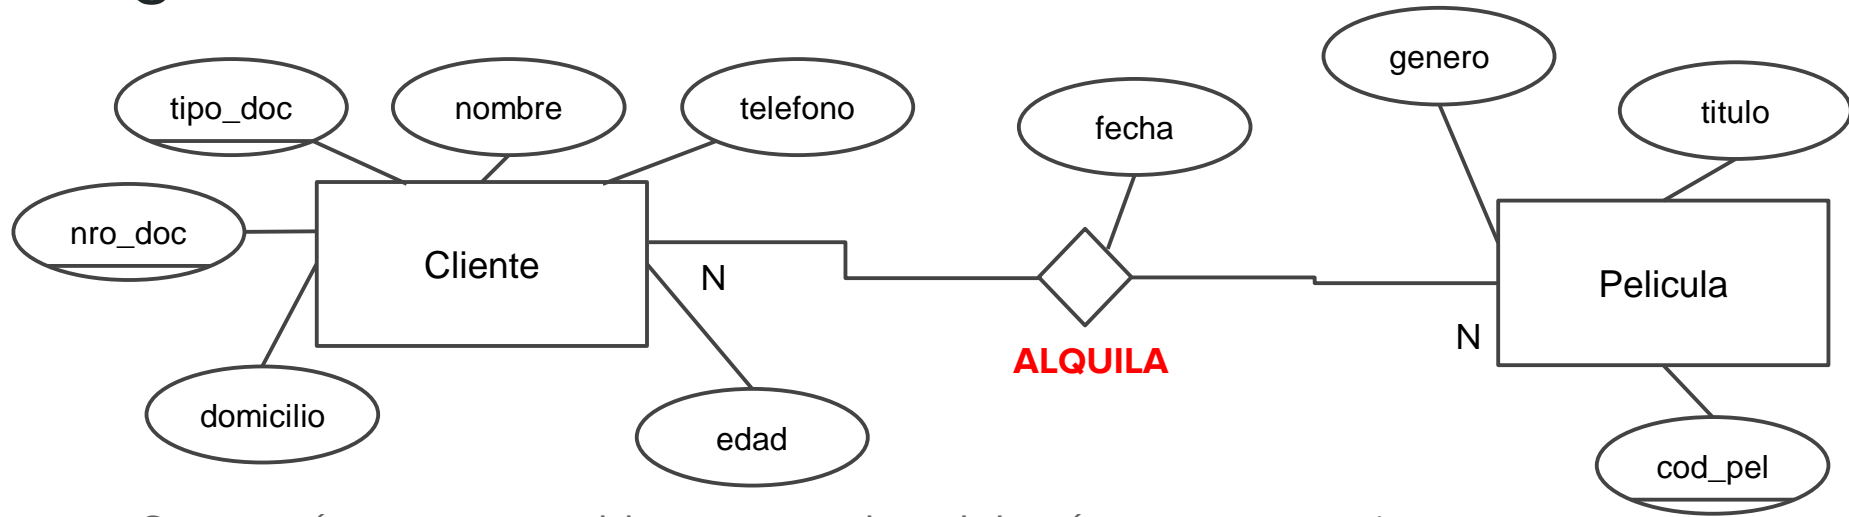 genero
tipo_doc
nombre
telefono
fecha
titulo
nro_doc
Cliente
N
Pelicula
N
ALQUILA
domicilio
edad
cod_pel